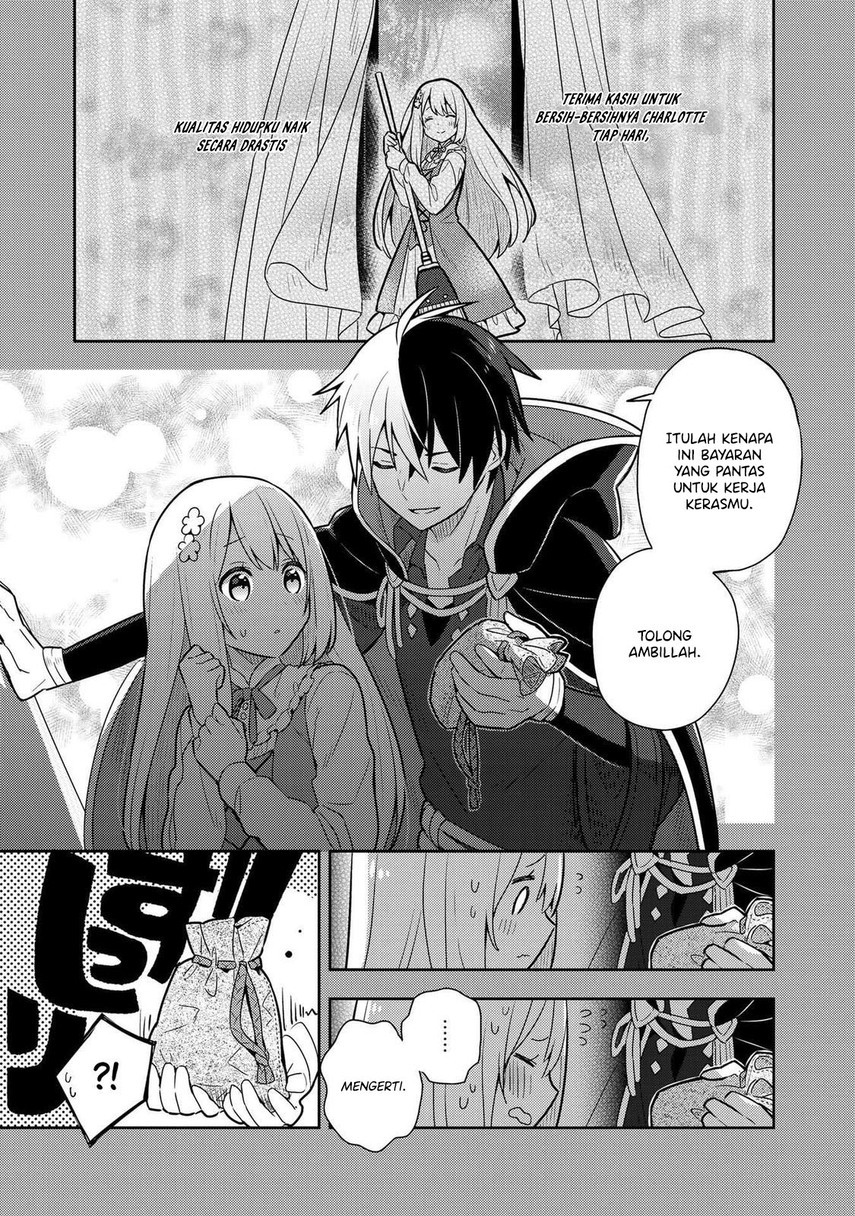 TERIMA KASIH UNTUK
BERSIH-BERSIHNYA CHARLOTTE
TIAP HARI,
KUALITAS HIDUPKU NAIK
SECARA DRASTIS
ITULAH KENAPA
INI BAYARAN
YANG PANTAS
UNTUK KERJA
KERASMU.
TOLONG
AMBILLAH.
........
MENGERTI.
?!